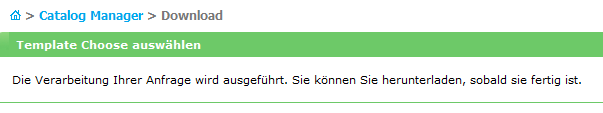 > Catalog Manager > Download
Template Choose auswählen
Die Verarbeitung Ihrer Anfrage wird ausgeführt. Sie können Sie herunterladen, sobald sie fertig ist.